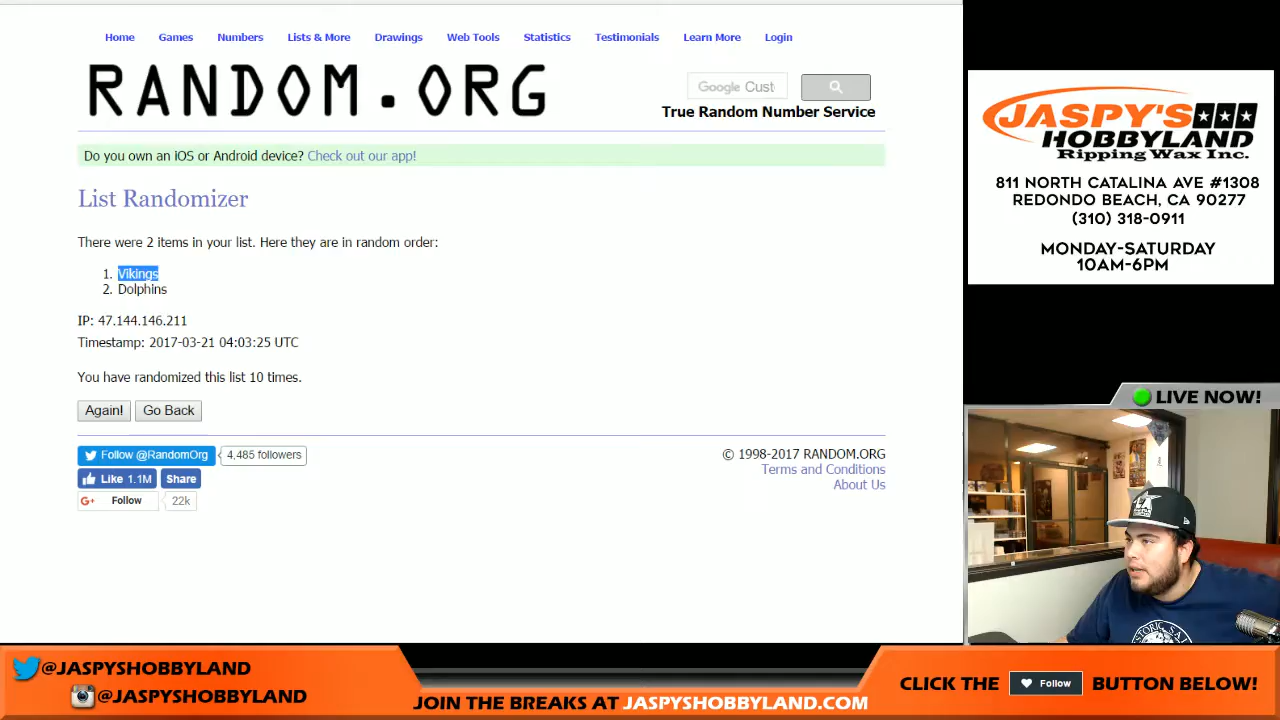 Home Games Numbers Lists & More Drawings Web Tools Statistics Testimonials Learn More Login
RANDOM.ORG
Google Cust
True Random Number Service
Do you own an iOS or Android device? Check out our app!
List Randomizer
There were 2 items in your list. Here they are in random order:
1. Vikings
2. Dolphins
IP: 47.144.146.211
Timestamp: 2017-03-21 04:03:25 UTC
You have randomized this list 10 times.
Again! Go Back
Follow @RandomOrg 4,485 followers
Like 1.1M Share
G+ Follow 22k
© 1998-2017 RANDOM.ORG
Terms and Conditions
About Us
JASPY'S
HOBBYLAND
Ripping Wax Inc.
811 NORTH CATALINA AVE #1308
REDONDO BEACH, CA 90277
(310) 318-0911
MONDAY-SATURDAY
10AM-6PM
LIVE NOW!
@JASPYSHOBBYLAND
@JASPYSHOBBYLAND
JOIN THE BREAKS AT JASPYSHOBBYLAND.COM
CLICK THE Follow BUTTON BELOW!